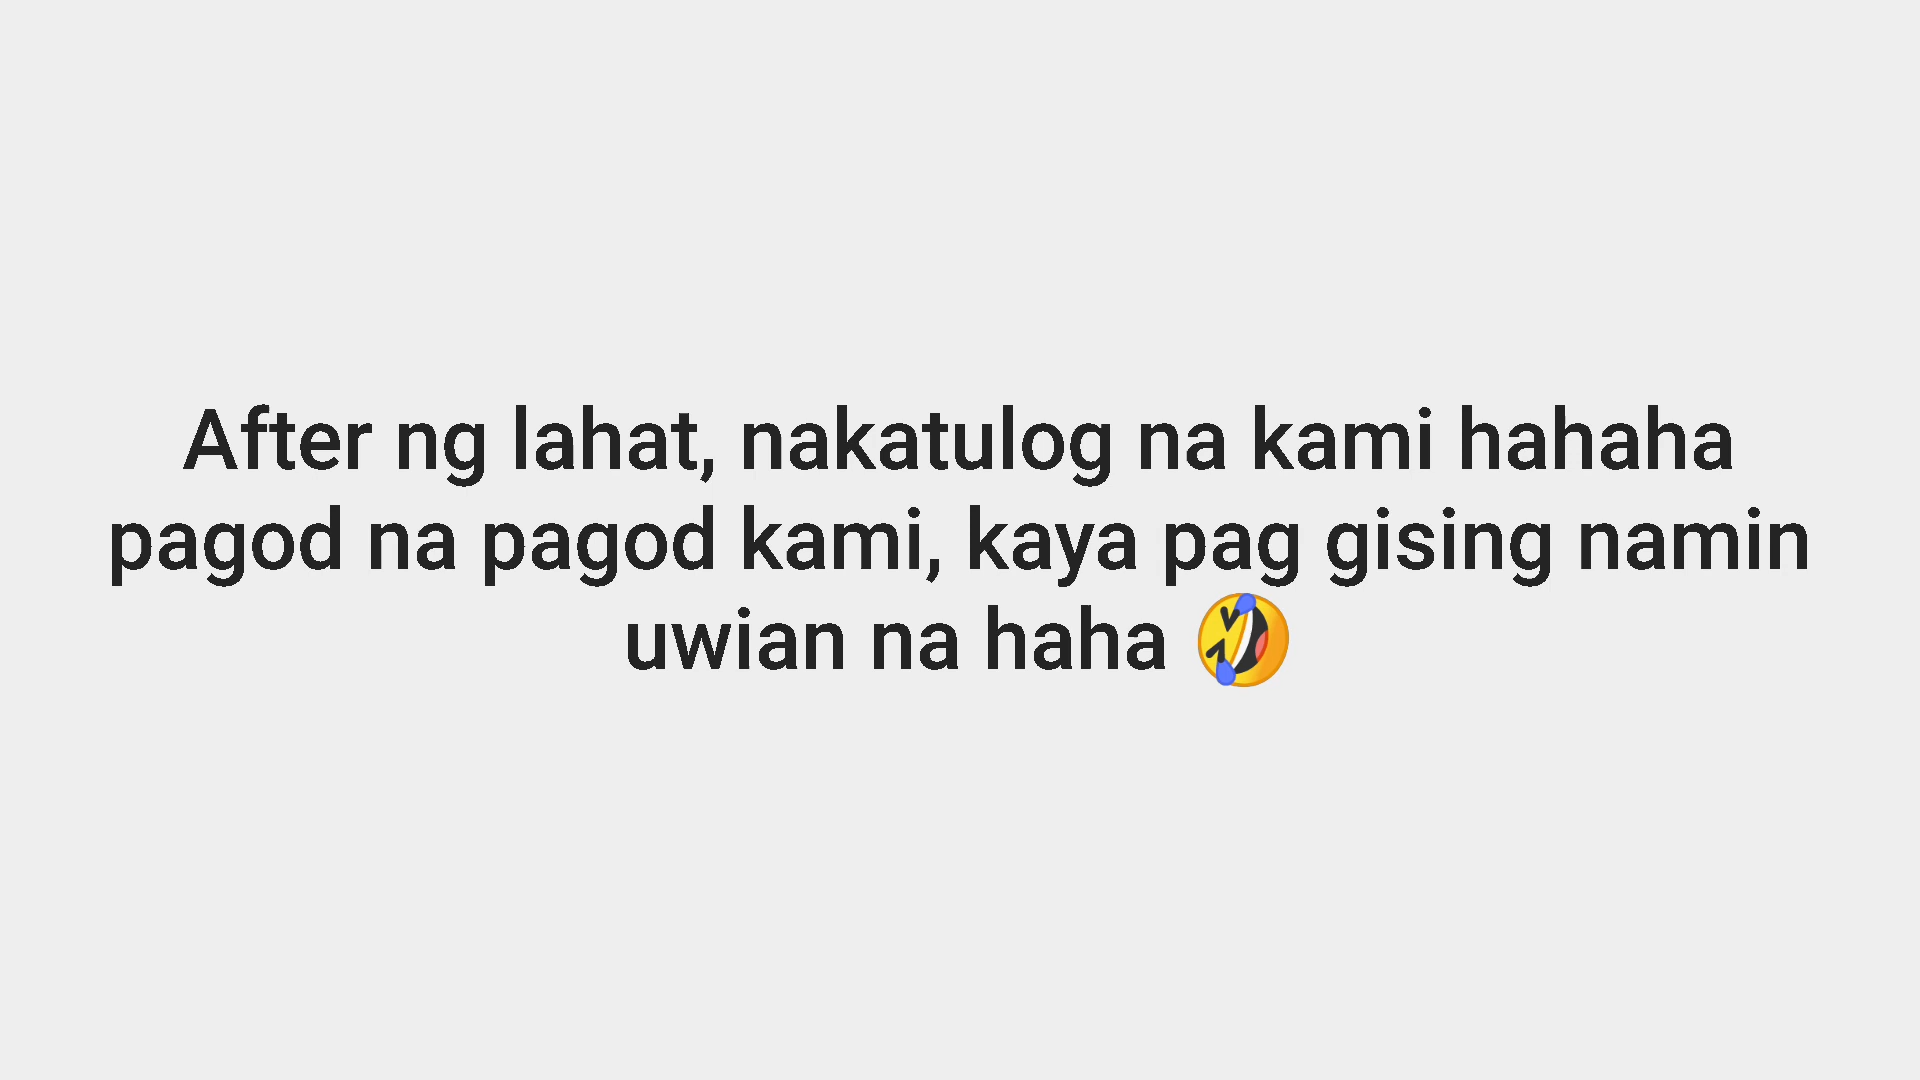 After ng lahat, nakatulog na kami hahaha
pagod na pagod kami, kaya pag gising namin
uwian na haha 🤣